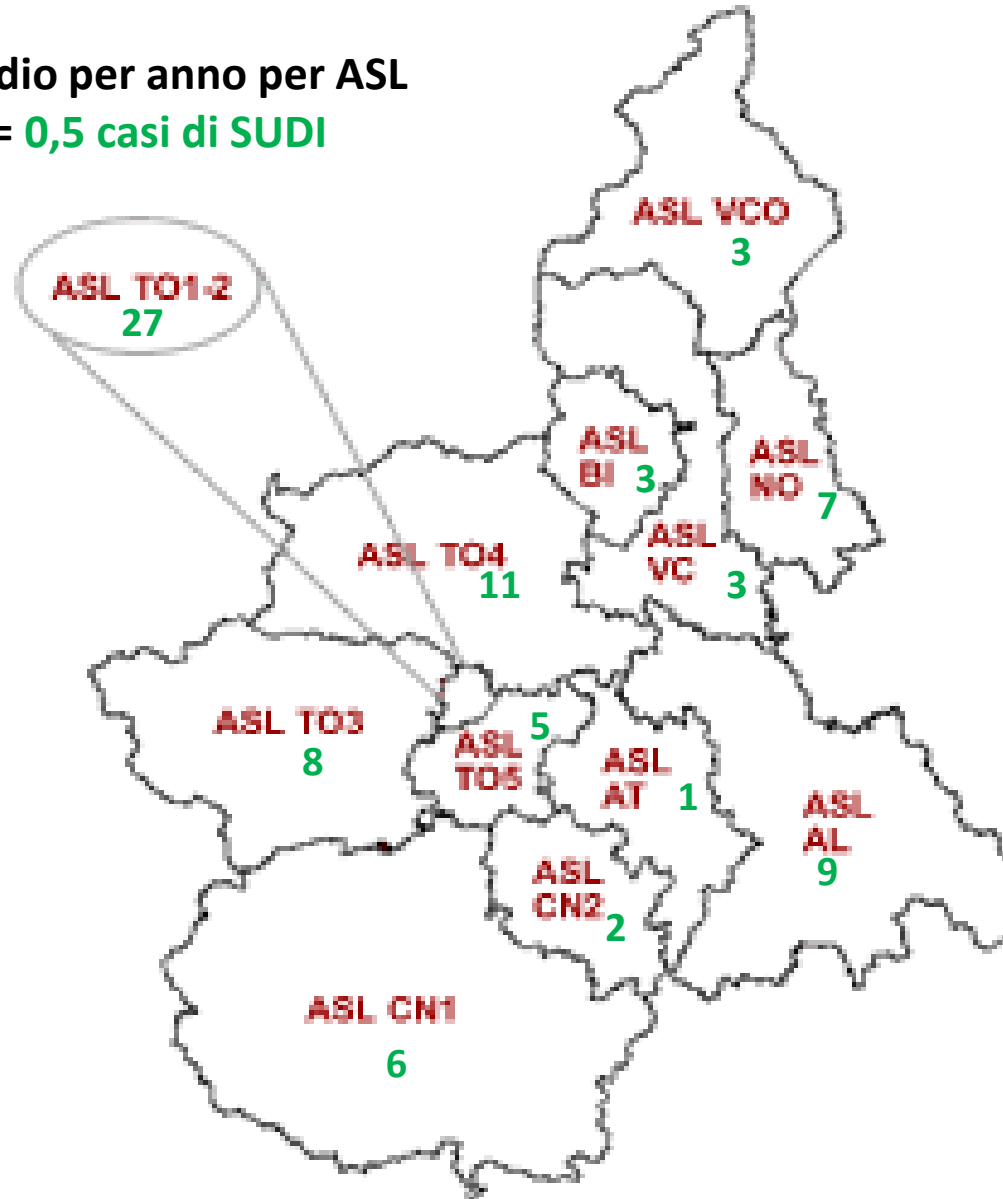 dio per anno per ASL
= 0,5 casi di SUDI
ASL VCO
3
ASL TO1-2
27
ASL
BI
3
ASL
NO
7
ASL
VC
3
ASL TO4
11
ASL TO3
8
5
ASL
TO5
ASL
AT
1
ASL
AL
9
ASL
CN2
2
ASL CN1
6